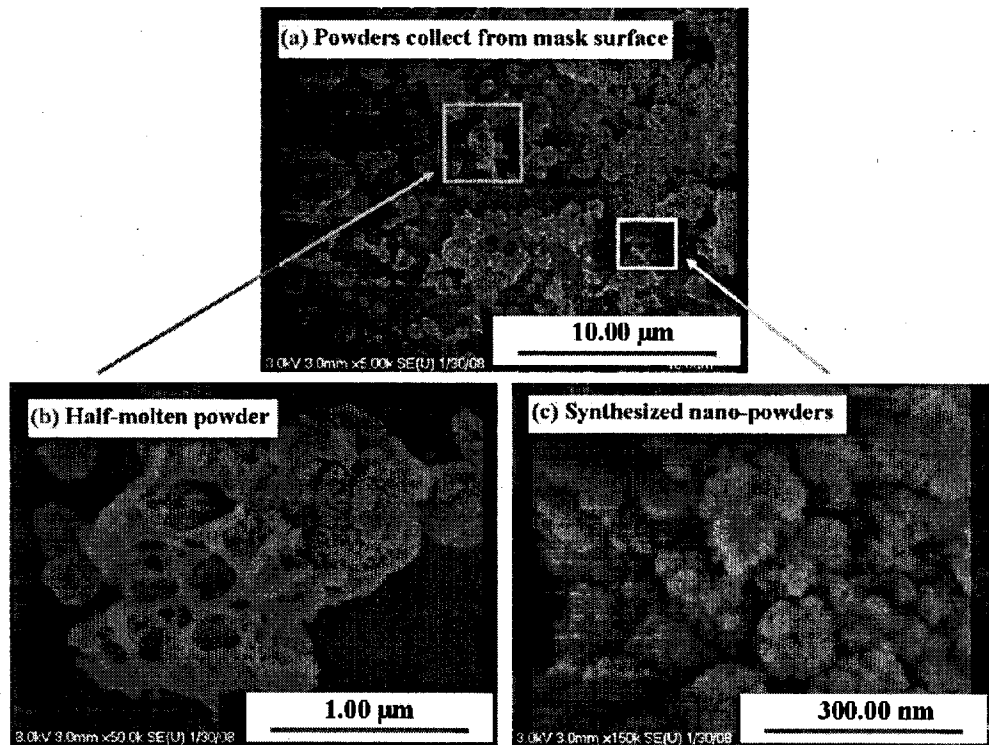 (a) Powders collect from mask surface
10.00 μm
3.0kV 3.0mm x5.00k SE(U) 1/30/08
(b) Half-molten powder
1.00 μm
3.0kV 3.0mm x50.0k SE(U) 1/30/08
(c) Synthesized nano-powders
300.00 nm
3.0kV 3.0mm x150k SE(U) 1/30/08